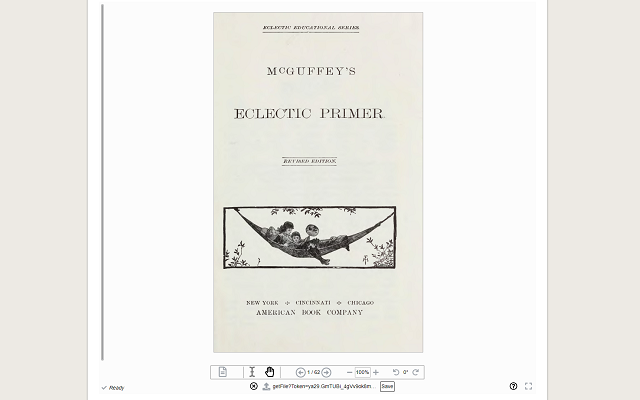 ECLECTIC EDUCATIONAL SERIES
McGUFFEY'S
ECLECTIC PRIMER
REVISED EDITION
NEW YORK ✣ CINCINNATI ✣ CHICAGO
AMERICAN BOOK COMPANY
1 / 62
100%
0°
Ready
Save